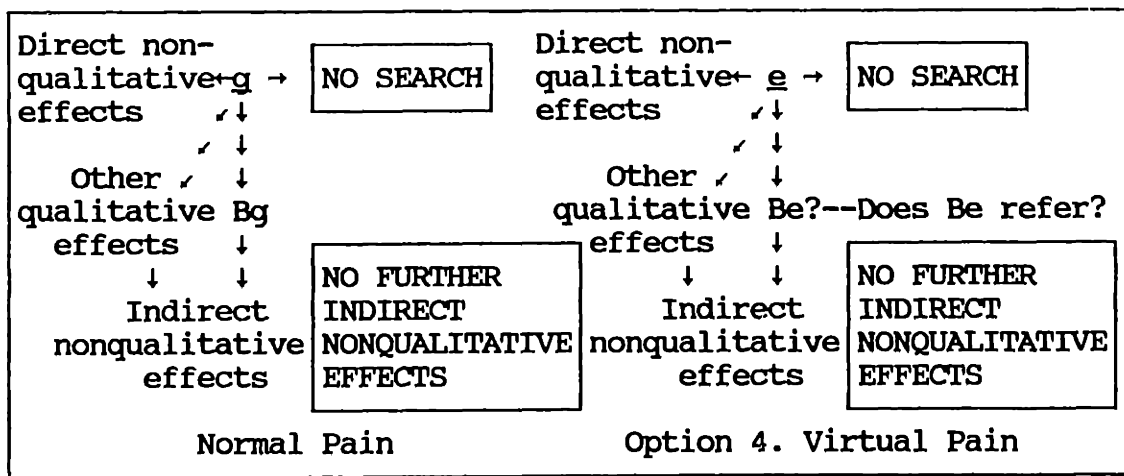 Direct non-
qualitative←g → NO SEARCH
effects ↙↓
↙ ↓
Other ↙ ↓
qualitative Bg
effects ↓
↓ ↓
Indirect
nonqualitative
effects
NO FURTHER
INDIRECT
NONQUALITATIVE
EFFECTS
Normal Pain
Direct non-
qualitative← e → NO SEARCH
effects ↙↓
↙ ↓
Other ↙ ↓
qualitative Be?--Does Be refer?
effects ↓
↓ ↓
Indirect
nonqualitative
effects
NO FURTHER
INDIRECT
NONQUALITATIVE
EFFECTS
Option 4. Virtual Pain